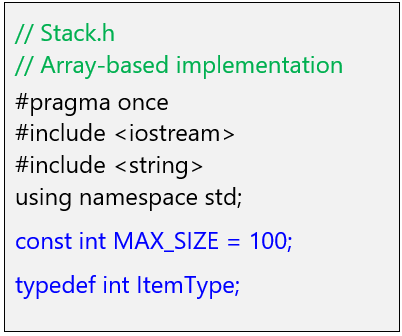 // Stack.h
// Array-based implementation
#pragma once
#include <iostream>
#include <string>
using namespace std;
const int MAX_SIZE = 100;
typedef int ItemType;